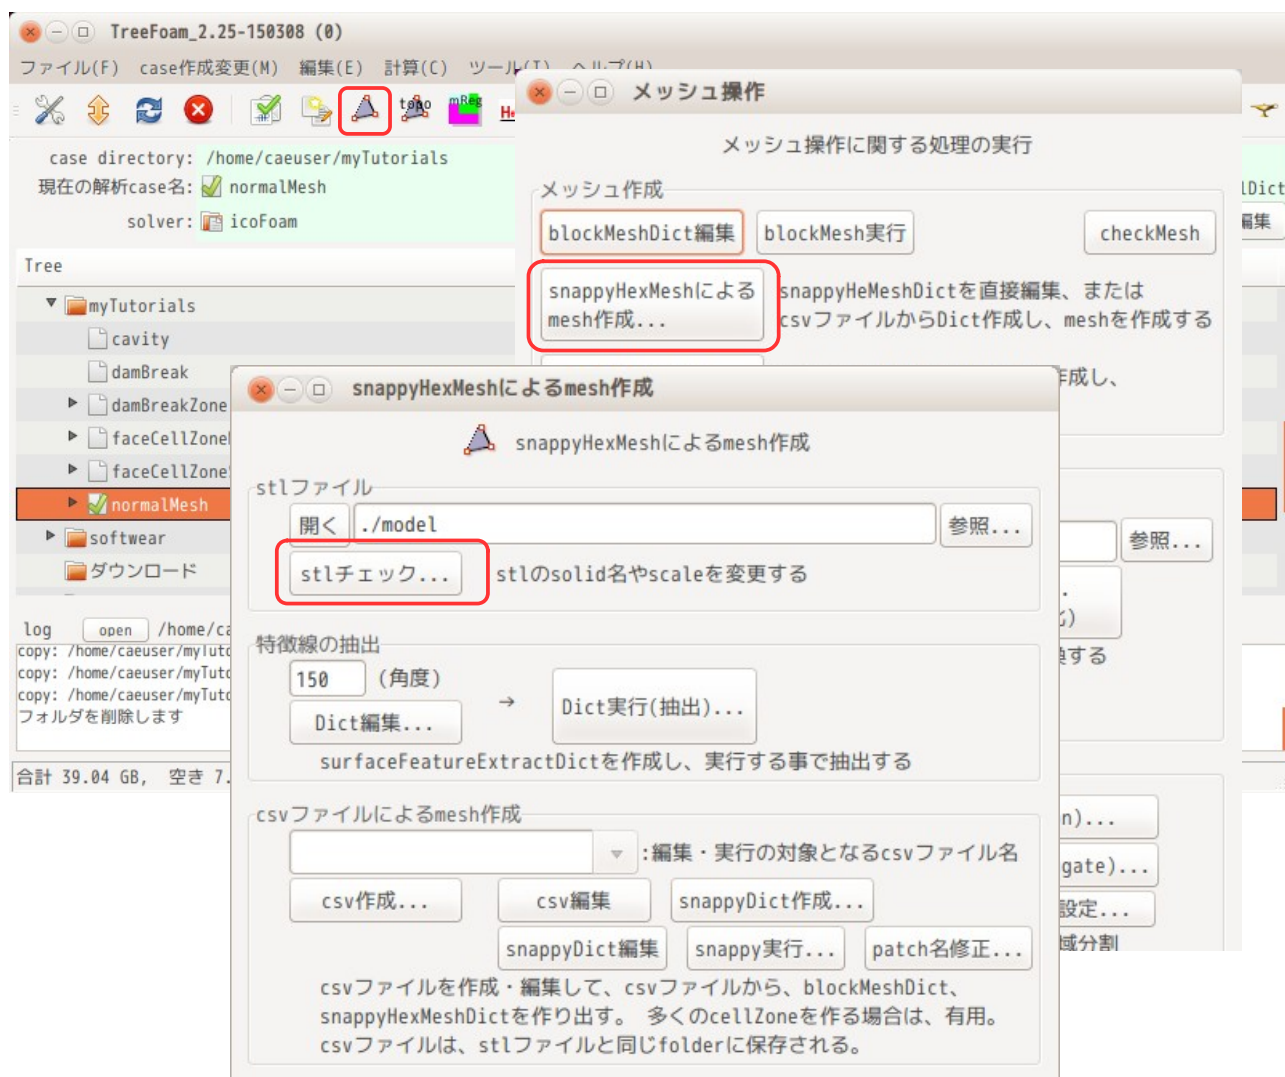 TreeFoam_2.25-150308 (0)
ファイル(F) case作成変更(M) 編集(E) 計算(C) ツール(T) ヘルプ(H)
topo mReg
case directory: /home/caeuser/myTutorials
現在の解析case名: normalMesh
solver: icoFoam
Tree
myTutorials
cavity
damBreak
damBreakZone
faceCellZone
faceCellZone
normalMesh
softwear
ダウンロード
log open /home/ca
copy: /home/caeuser/myTuto
copy: /home/caeuser/myTuto
copy: /home/caeuser/myTuto
フォルダを削除します
合計 39.04 GB, 空き 7.
lDict
編集
メッシュ操作
メッシュ操作に関する処理の実行
メッシュ作成
blockMeshDict編集 blockMesh実行 checkMesh
snappyHexMeshによる
mesh作成...
snappyHeMeshDictを直接編集、または
csvファイルからDict作成し、meshを作成する
作成し、
参照...
する
n)...
gate)...
設定...
域分割
snappyHexMeshによるmesh作成
snappyHexMeshによるmesh作成
stlファイル
開く ./model 参照...
stlチェック... stlのsolid名やscaleを変更する
特徴線の抽出
150 (角度)
Dict編集... → Dict実行(抽出)...
surfaceFeatureExtractDictを作成し、実行する事で抽出する
csvファイルによるmesh作成
:編集・実行の対象となるcsvファイル名
csv作成... csv編集 snappyDict作成...
snappyDict編集 snappy実行... patch名修正...
csvファイルを作成・編集して、csvファイルから、blockMeshDict、
snappyHexMeshDictを作り出す。 多くのcellZoneを作る場合は、有用。
csvファイルは、stlファイルと同じfolderに保存される。